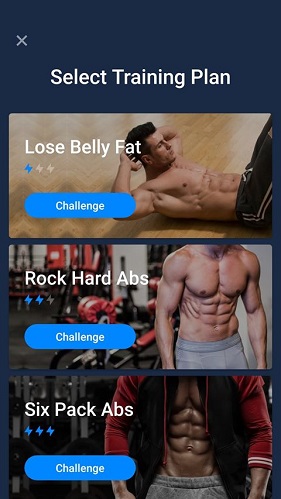 Select Training Plan
Lose Belly Fat
Challenge
Rock Hard Abs
Challenge
Six Pack Abs
Challenge